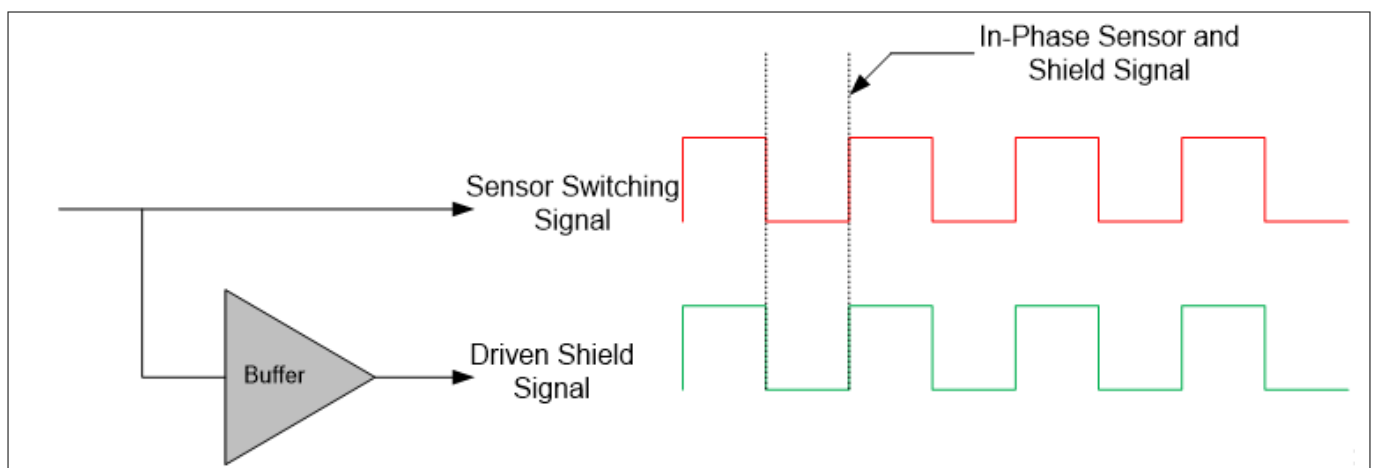 In-Phase Sensor and
Shield Signal
Sensor Switching
Signal
Buffer
Driven Shield
Signal